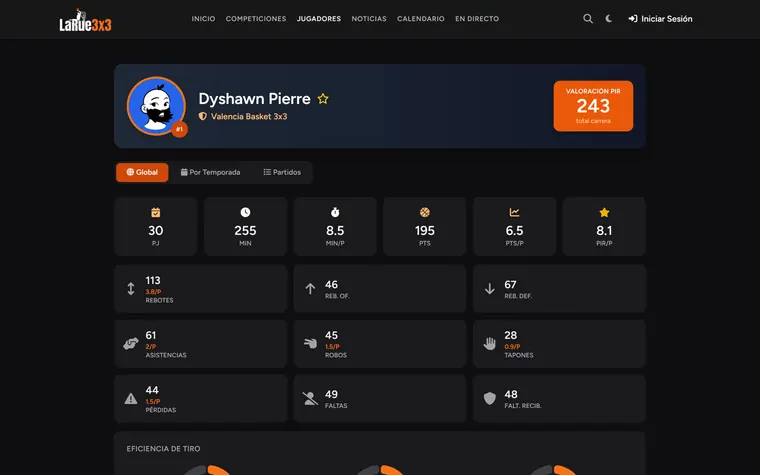 LaRue3x3
INICIO COMPETICIONES JUGADORES NOTICIAS CALENDARIO EN DIRECTO
Iniciar Sesión
Dyshawn Pierre
Valencia Basket 3x3
#1
VALORACIÓN PIR
243
total carrera
Global Por Temporada Partidos
30
PJ
255
MIN
8.5
MIN/P
195
PTS
6.5
PTS/P
8.1
PIR/P
113
3.8/P
REBOTES
46
REB. OF.
67
REB. DEF.
61
2/P
ASISTENCIAS
45
1.5/P
ROBOS
28
0.9/P
TAPONES
44
1.5/P
PÉRDIDAS
49
FALTAS
48
FALT. RECIB.
EFICIENCIA DE TIRO